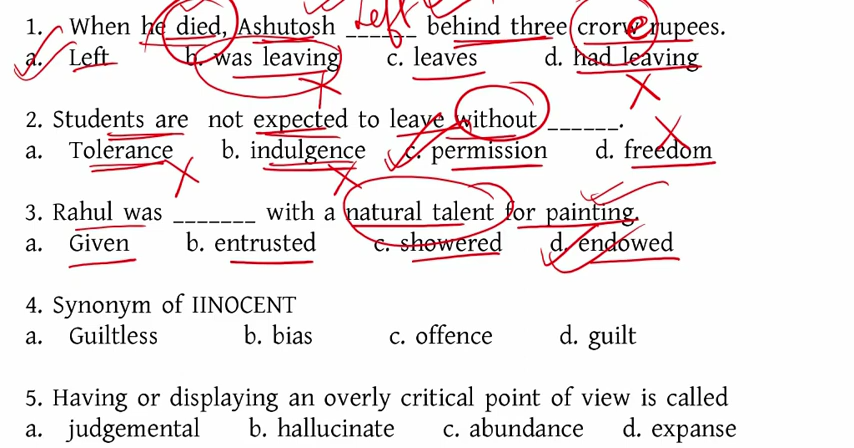 Left
1. When he died, Ashutosh ______ behind three crore rupees.
a. Left b. was leaving c. leaves d. had leaving
2. Students are not expected to leave without ______.
a. Tolerance b. indulgence c. permission d. freedom
3. Rahul was _______ with a natural talent for painting.
a. Given b. entrusted c. showered d. endowed
4. Synonym of IINOCENT
a. Guiltless b. bias c. offence d. guilt
5. Having or displaying an overly critical point of view is called
a. judgemental b. hallucinate c. abundance d. expanse